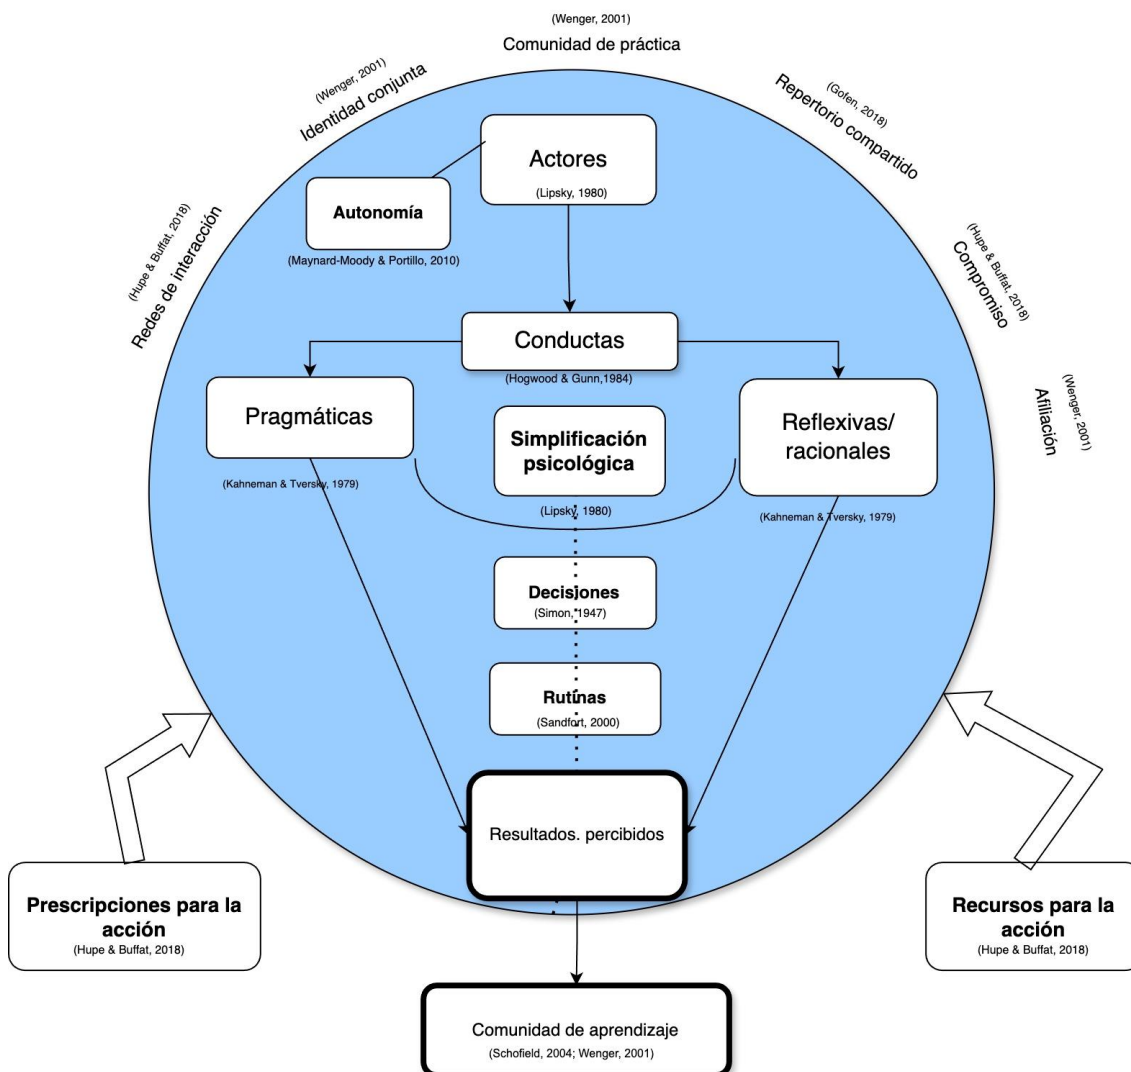 (Wenger, 2001)
Comunidad de práctica
(Wenger, 2001)
Identidad conjunta
(Gofen, 2018)
Repertorio compartido
(Hupe & Buffat, 2018)
Redes de interacción
(Hupe & Buffat, 2018)
Compromiso
(Wenger, 2001)
Afiliación
Actores
(Lipsky, 1980)
Autonomía
(Maynard-Moody & Portillo, 2010)
Conductas
(Hogwood & Gunn,1984)
Pragmáticas
(Kahneman & Tversky, 1979)
Simplificación
psicológica
(Lipsky, 1980)
Reflexivas/
racionales
(Kahneman & Tversky, 1979)
Decisiones
(Simon, 1947)
Rutinas
(Sandfort, 2000)
Resultados. percibidos
Prescripciones para la
acción
(Hupe & Buffat, 2018)
Recursos para la
acción
(Hupe & Buffat, 2018)
Comunidad de aprendizaje
(Schofield, 2004; Wenger, 2001)